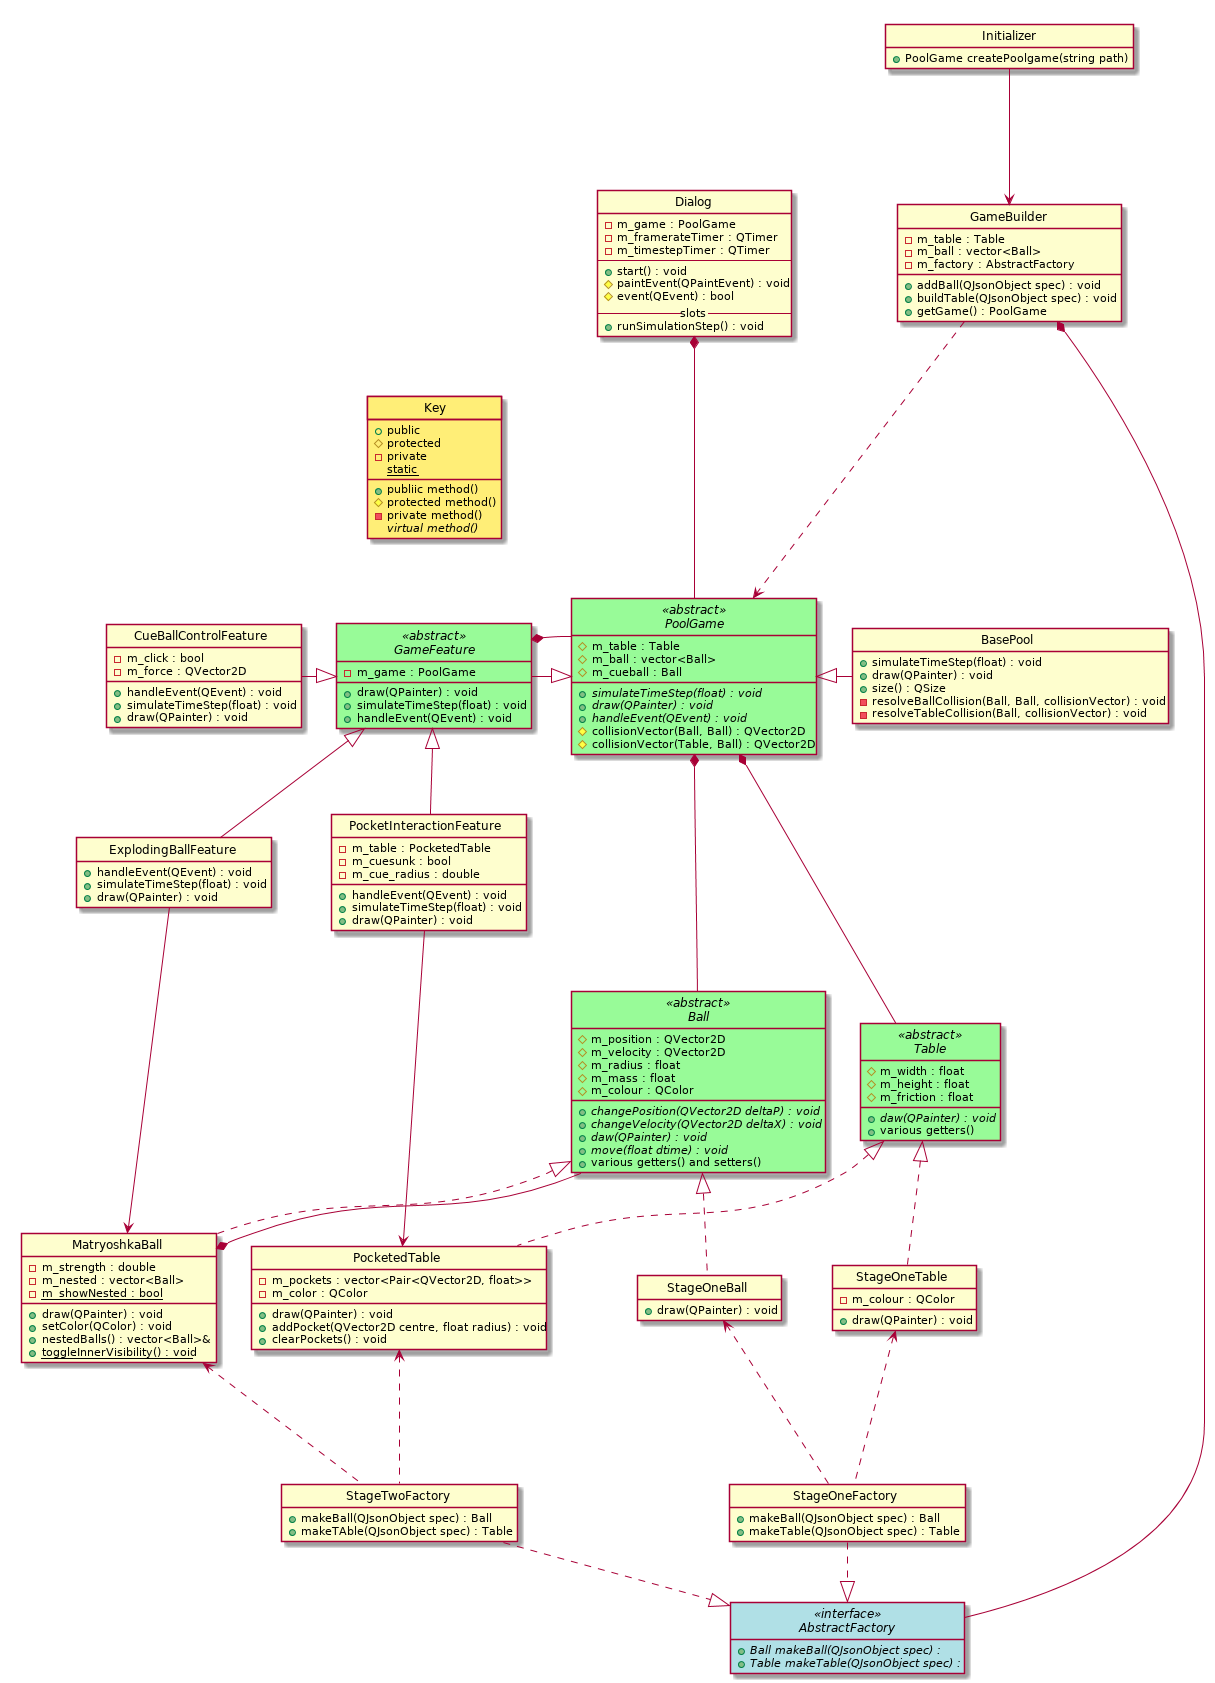 Initializer
PoolGame createPoolgame(string path)
Dialog
m_game : PoolGame
m_framerateTimer : QTimer
m_timestepTimer : QTimer
start() : void
paintEvent(QPaintEvent) : void
event(QEvent) : bool
slots
runSimulationStep() : void
GameBuilder
m_table : Table
m_ball : vector<Ball>
m_factory : AbstractFactory
addBall(QJsonObject spec) : void
buildTable(QJsonObject spec) : void
getGame() : PoolGame
Key
public
protected
private
static
publiic method()
protected method()
private method()
virtual method()
CueBallControlFeature
m_click : bool
m_force : QVector2D
handleEvent(QEvent) : void
simulateTimeStep(float) : void
draw(QPainter) : void
«abstract»
GameFeature
m_game : PoolGame
draw(QPainter) : void
simulateTimeStep(float) : void
handleEvent(QEvent) : void
«abstract»
PoolGame
m_table : Table
m_ball : vector<Ball>
m_cueball : Ball
simulateTimeStep(float) : void
draw(QPainter) : void
handleEvent(QEvent) : void
collisionVector(Ball, Ball) : QVector2D
collisionVector(Table, Ball) : QVector2D
BasePool
simulateTimeStep(float) : void
draw(QPainter) : void
size() : QSize
resolveBallCollision(Ball, Ball, collisionVector) : void
resolveTableCollision(Ball, collisionVector) : void
ExplodingBallFeature
handleEvent(QEvent) : void
simulateTimeStep(float) : void
draw(QPainter) : void
PocketInteractionFeature
m_table : PocketedTable
m_cuesunk : bool
m_cue_radius : double
handleEvent(QEvent) : void
simulateTimeStep(float) : void
draw(QPainter) : void
«abstract»
Ball
m_position : QVector2D
m_velocity : QVector2D
m_radius : float
m_mass : float
m_colour : QColor
changePosition(QVector2D deltaP) : void
changeVelocity(QVector2D deltaX) : void
daw(QPainter) : void
move(float dtime) : void
various getters() and setters()
«abstract»
Table
m_width : float
m_height : float
m_friction : float
daw(QPainter) : void
various getters()
MatryoshkaBall
m_strength : double
m_nested : vector<Ball>
m_showNested : bool
draw(QPainter) : void
setColor(QColor) : void
nestedBalls() : vector<Ball>&
toggleInnerVisibility() : void
PocketedTable
m_pockets : vector<Pair<QVector2D, float>>
m_color : QColor
draw(QPainter) : void
addPocket(QVector2D centre, float radius) : void
clearPockets() : void
StageOneBall
draw(QPainter) : void
StageOneTable
m_colour : QColor
draw(QPainter) : void
StageTwoFactory
makeBall(QJsonObject spec) : Ball
makeTAble(QJsonObject spec) : Table
StageOneFactory
makeBall(QJsonObject spec) : Ball
makeTable(QJsonObject spec) : Table
«interface»
AbstractFactory
Ball makeBall(QJsonObject spec) :
Table makeTable(QJsonObject spec) :